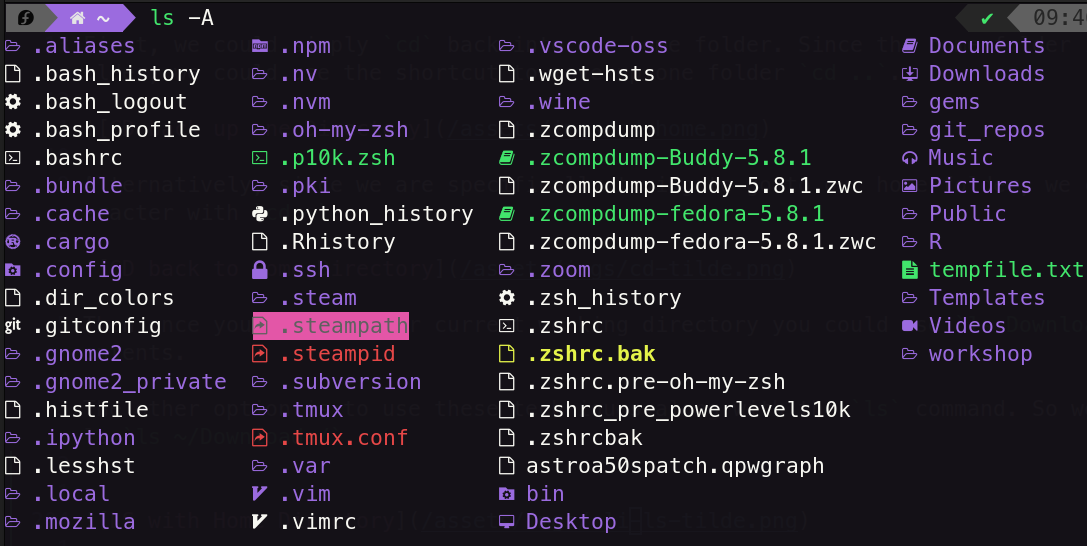 ~ ls -A ✔ 09:4
.aliases .npm .vscode-oss Documents
.bash_history .nv .wget-hsts Downloads
.bash_logout .nvm .wine gems
.bash_profile .oh-my-zsh .zcompdump git_repos
.bashrc .p10k.zsh .zcompdump-Buddy-5.8.1 Music
.bundle .pki .zcompdump-Buddy-5.8.1.zwc Pictures
.cache .python_history .zcompdump-fedora-5.8.1 Public
.cargo .Rhistory .zcompdump-fedora-5.8.1.zwc R
.config .ssh .zoom tempfile.txt
.dir_colors .steam .zsh_history Templates
git .gitconfig .steampath .zshrc Videos
.gnome2 .steampid .zshrc.bak workshop
.gnome2_private .subversion .zshrc.pre-oh-my-zsh
.histfile .tmux .zshrc_pre_powerlevels10k
.ipython .tmux.conf .zshrcbak
.lesshst .var astroa50spatch.qpwgraph
.local .vim bin
.mozilla .vimrc Desktop